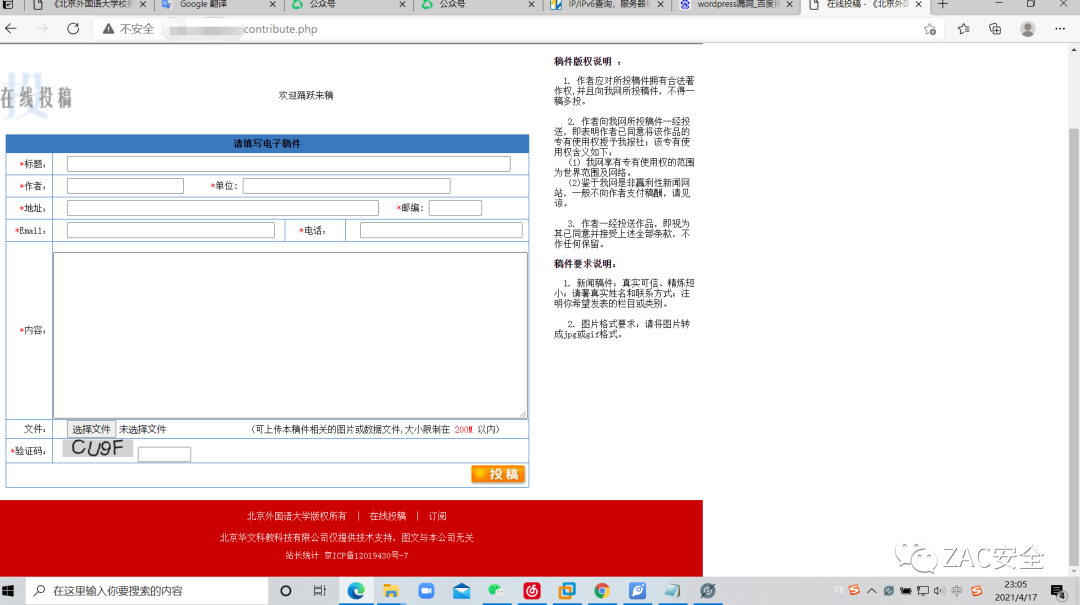 《北京外国语大学校报
Google 翻译
公众号
公众号
IP/IPv6查询，服务器
wordpress漏洞_百度
在线投稿 - 《北京外
不安全
contribute.php
在线投稿
欢迎踊跃来稿
请填写电子稿件
*标题：
*作者：
*单位：
*地址：
*邮编：
*Email：
*电话：
*内容：
文件：
选择文件 未选择文件
（可上传本稿件相关的图片或数据文件,大小限制在 200M 以内）
*验证码：
CU9F
投稿
稿件版权说明 ：
1. 作者应对所投稿件拥有合法著
作权,并且向我网所投稿件，不得一
稿多投。
2. 作者向我网所投稿件一经投
送，即表明作者已同意将该作品的
专有使用权授予我报社；该专有使
用权含义如下：
（1）我网享有专有使用权的范围
为世界范围及网络。
（2)鉴于我网是非赢利性新闻网
站，一般不向作者支付稿酬，请见
谅。
3. 作者一经投送作品，即视为
其已同意并接受上述全部条款，不
作任何保留。
稿件要求说明：
1. 新闻稿件：真实可信、精炼短
小；请署真实姓名和联系方式；注
明你希望发表的栏目或类别。
2. 图片格式要求：请将图片转
成jpg或gif格式。
北京外国语大学版权所有 | 在线投稿 | 订阅
北京华文科教科技有限公司仅提供技术支持，图文与本公司无关
站长统计 京ICP备12019430号-7
ZAC安全
在这里输入你要搜索的内容
中
23:05
2021/4/17
4